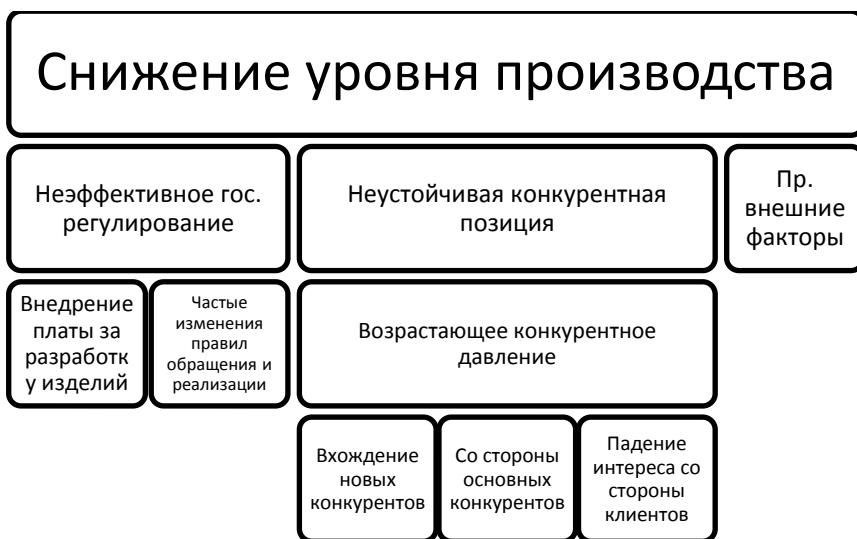 Снижение уровня производства
Неэффективное гос.
регулирование
Неустойчивая конкурентная
позиция
Пр.
внешние
факторы
Внедрение
платы за
разработк
у изделий
Частые
изменения
правил
обращения и
реализации
Возрастающее конкурентное
давление
Вхождение
новых
конкурентов
Со стороны
основных
конкурентов
Падение
интереса со
стороны
клиентов